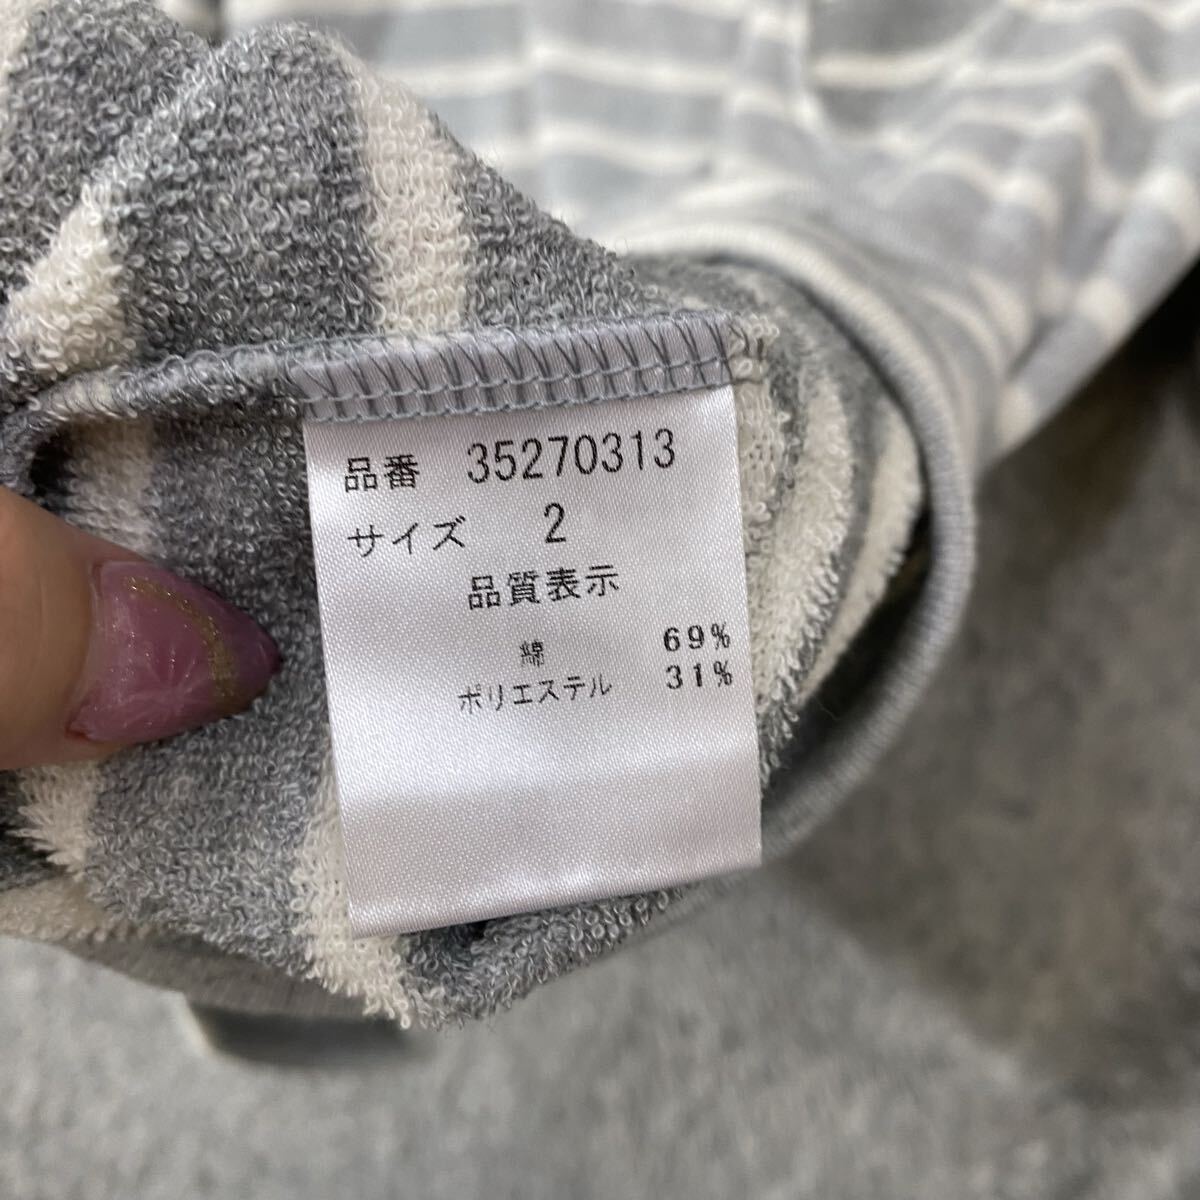 品番 35270313
サイズ 2
品質表示
綿 69%
ポリエステル 31%